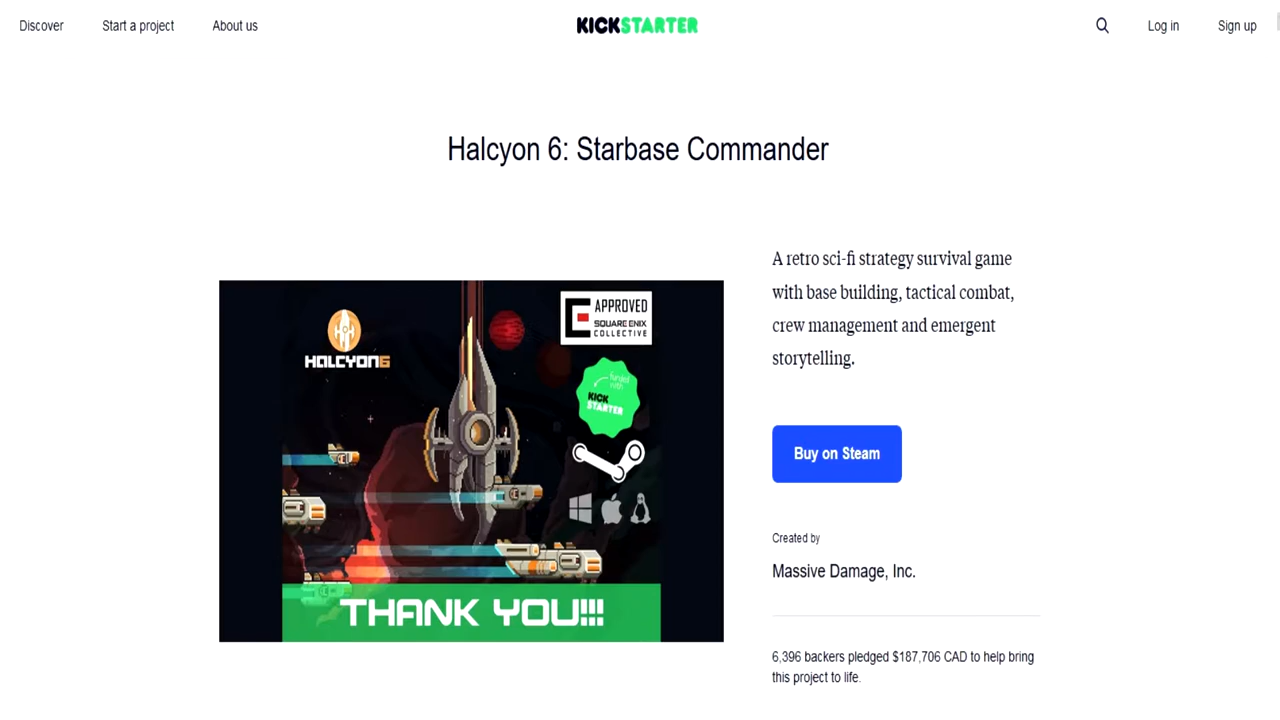 Discover Start a project About us KICKSTARTER Log in Sign up
Halcyon 6: Starbase Commander
A retro sci-fi strategy survival game
with base building, tactical combat,
crew management and emergent
storytelling.
HALCYON6
APPROVED
SQUARE ENIX
COLLECTIVE
funded
with
KICK
STARTER
THANK YOU!!!
Buy on Steam
Created by
Massive Damage, Inc.
6,396 backers pledged $187,706 CAD to help bring
this project to life.